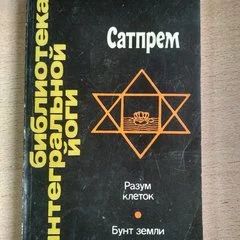 библиотека
интегральной
йоги
Сатпрем
Разум
клеток
Бунт земли